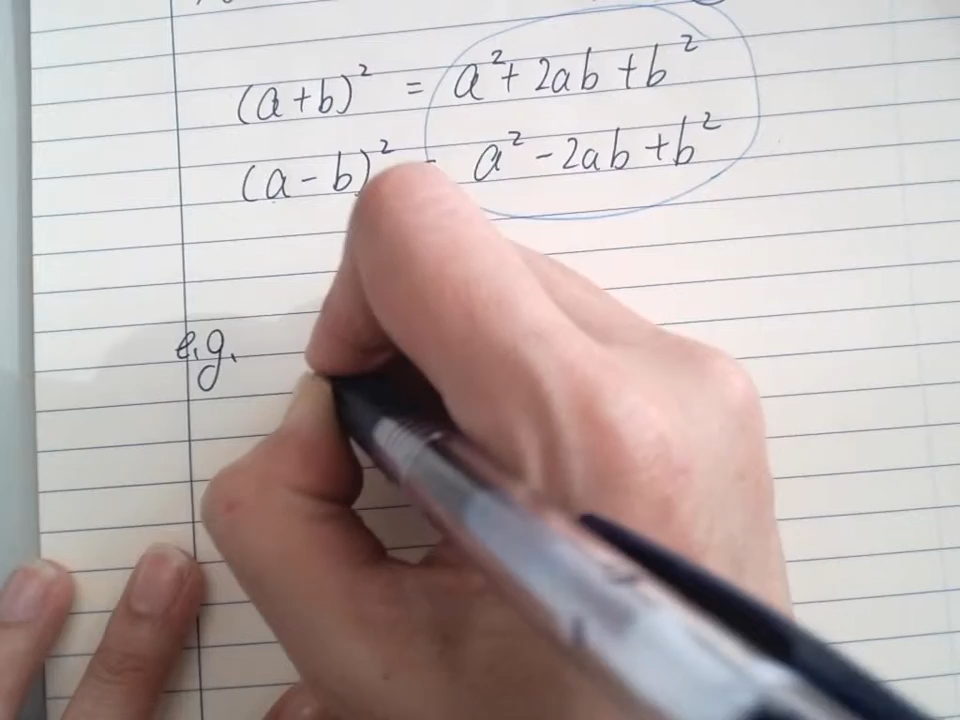 (a+b)² = a²+ 2ab +b²
(a-b)² = a² - 2ab +b²
e.g.